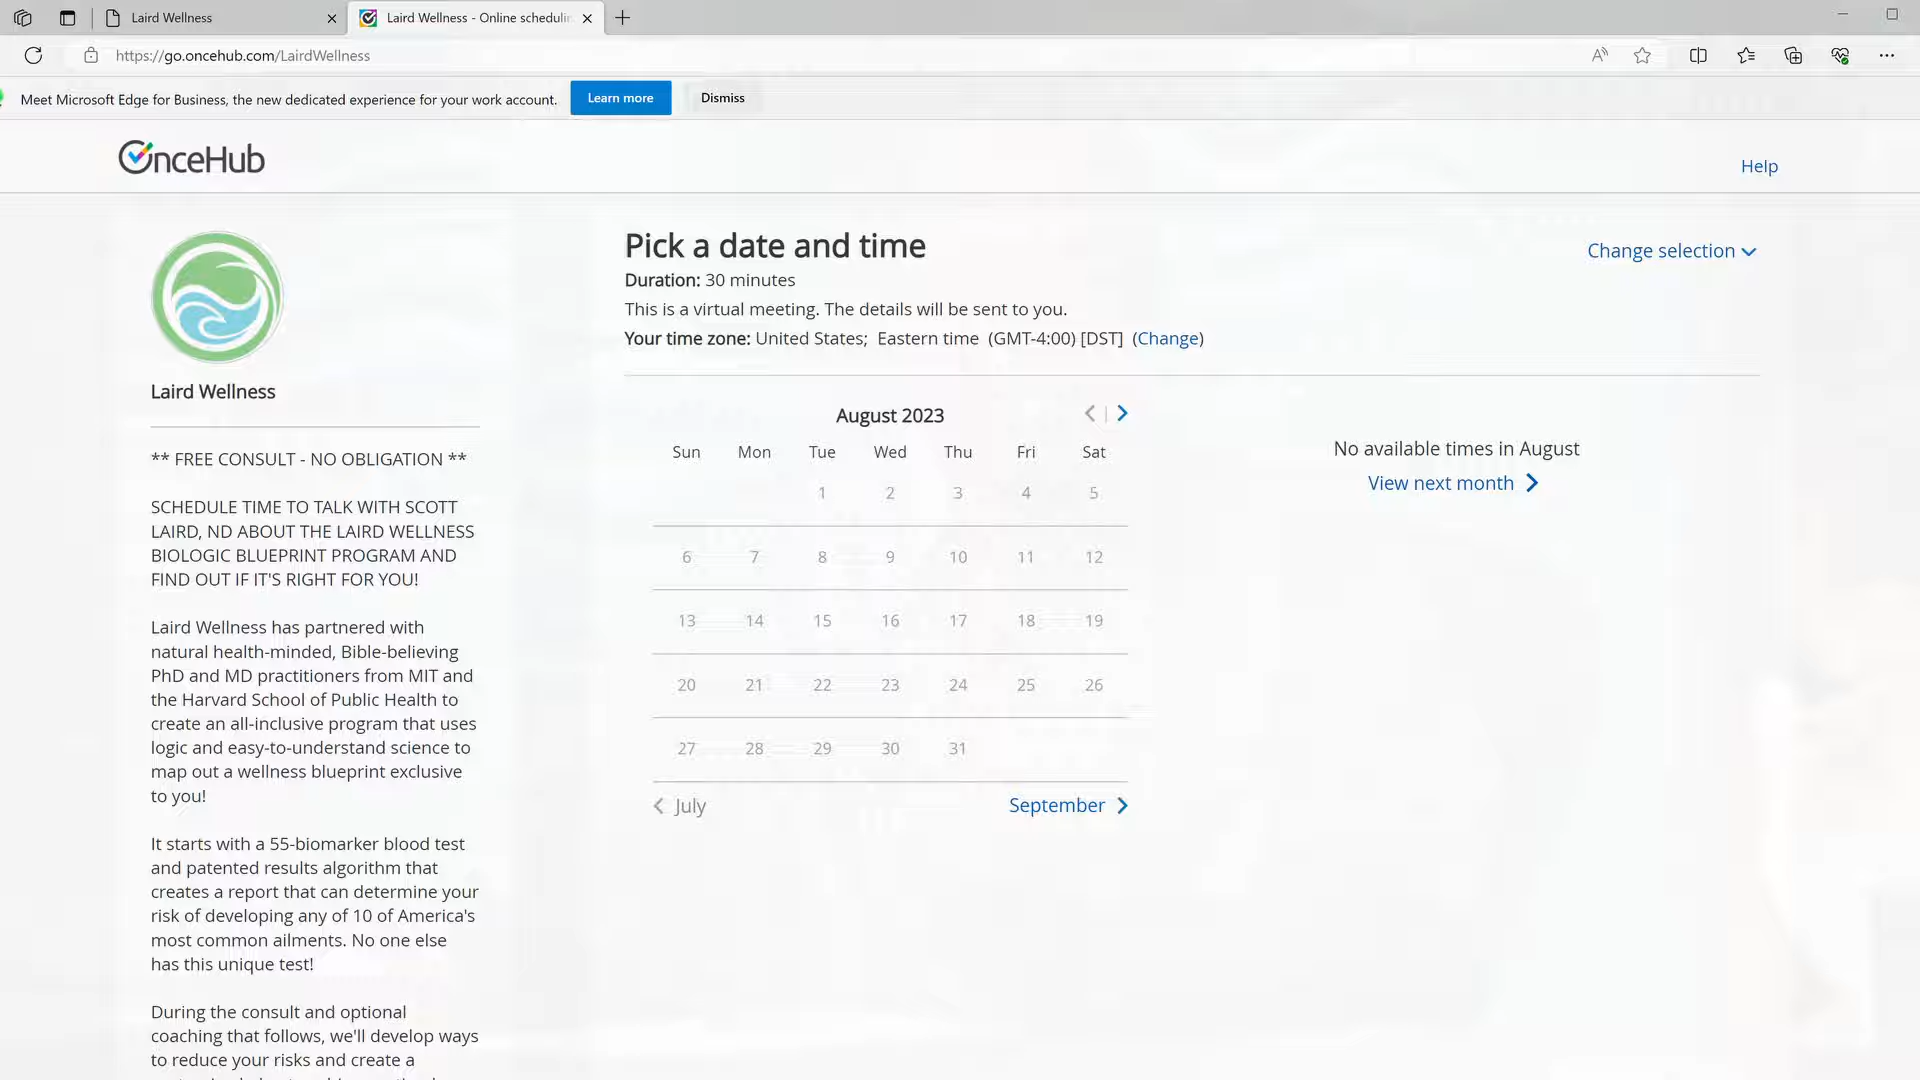 Laird Wellness
Laird Wellness - Online schedulin
https://go.oncehub.com/LairdWellness
Meet Microsoft Edge for Business, the new dedicated experience for your work account.
Learn more
Dismiss
OnceHub
Help
Laird Wellness
** FREE CONSULT - NO OBLIGATION **
SCHEDULE TIME TO TALK WITH SCOTT
LAIRD, ND ABOUT THE LAIRD WELLNESS
BIOLOGIC BLUEPRINT PROGRAM AND
FIND OUT IF IT'S RIGHT FOR YOU!
Laird Wellness has partnered with
natural health-minded, Bible-believing
PhD and MD practitioners from MIT and
the Harvard School of Public Health to
create an all-inclusive program that uses
logic and easy-to-understand science to
map out a wellness blueprint exclusive
to you!
It starts with a 55-biomarker blood test
and patented results algorithm that
creates a report that can determine your
risk of developing any of 10 of America's
most common ailments. No one else
has this unique test!
During the consult and optional
coaching that follows, we'll develop ways
to reduce your risks and create a
Pick a date and time
Change selection
Duration: 30 minutes
This is a virtual meeting. The details will be sent to you.
Your time zone: United States; Eastern time (GMT-4:00) [DST] (Change)
August 2023
Sun Mon Tue Wed Thu Fri Sat
1 2 3 4 5
6 7 8 9 10 11 12
13 14 15 16 17 18 19
20 21 22 23 24 25 26
27 28 29 30 31
July
September
No available times in August
View next month